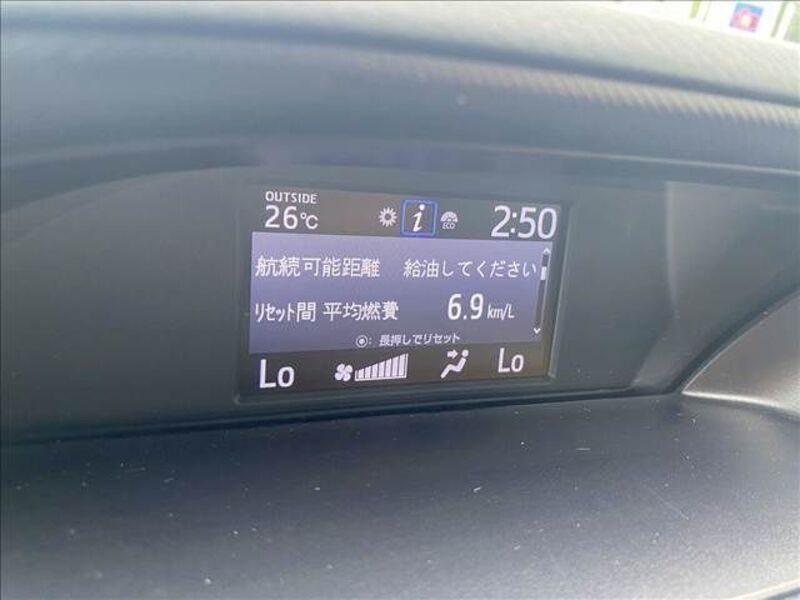 OUTSIDE
26℃
i
ECO
2:50
航続可能距離 給油してください
リセット間 平均燃費 6.9 km/L
◉: 長押しでリセット
Lo
Lo